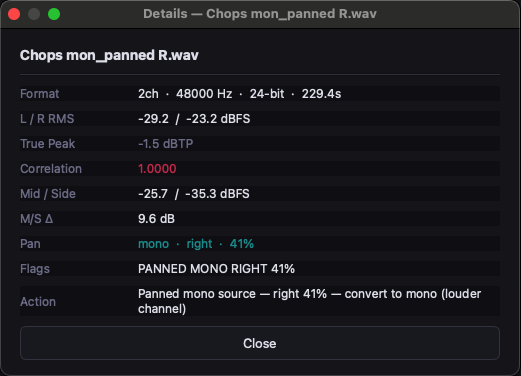 Details — Chops mon_panned R.wav
Chops mon_panned R.wav
Format 2ch · 48000 Hz · 24-bit · 229.4s
L / R RMS -29.2 / -23.2 dBFS
True Peak -1.5 dBTP
Correlation 1.0000
Mid / Side -25.7 / -35.3 dBFS
M/S Δ 9.6 dB
Pan mono · right · 41%
Flags PANNED MONO RIGHT 41%
Action Panned mono source — right 41% — convert to mono (louder
channel)
Close